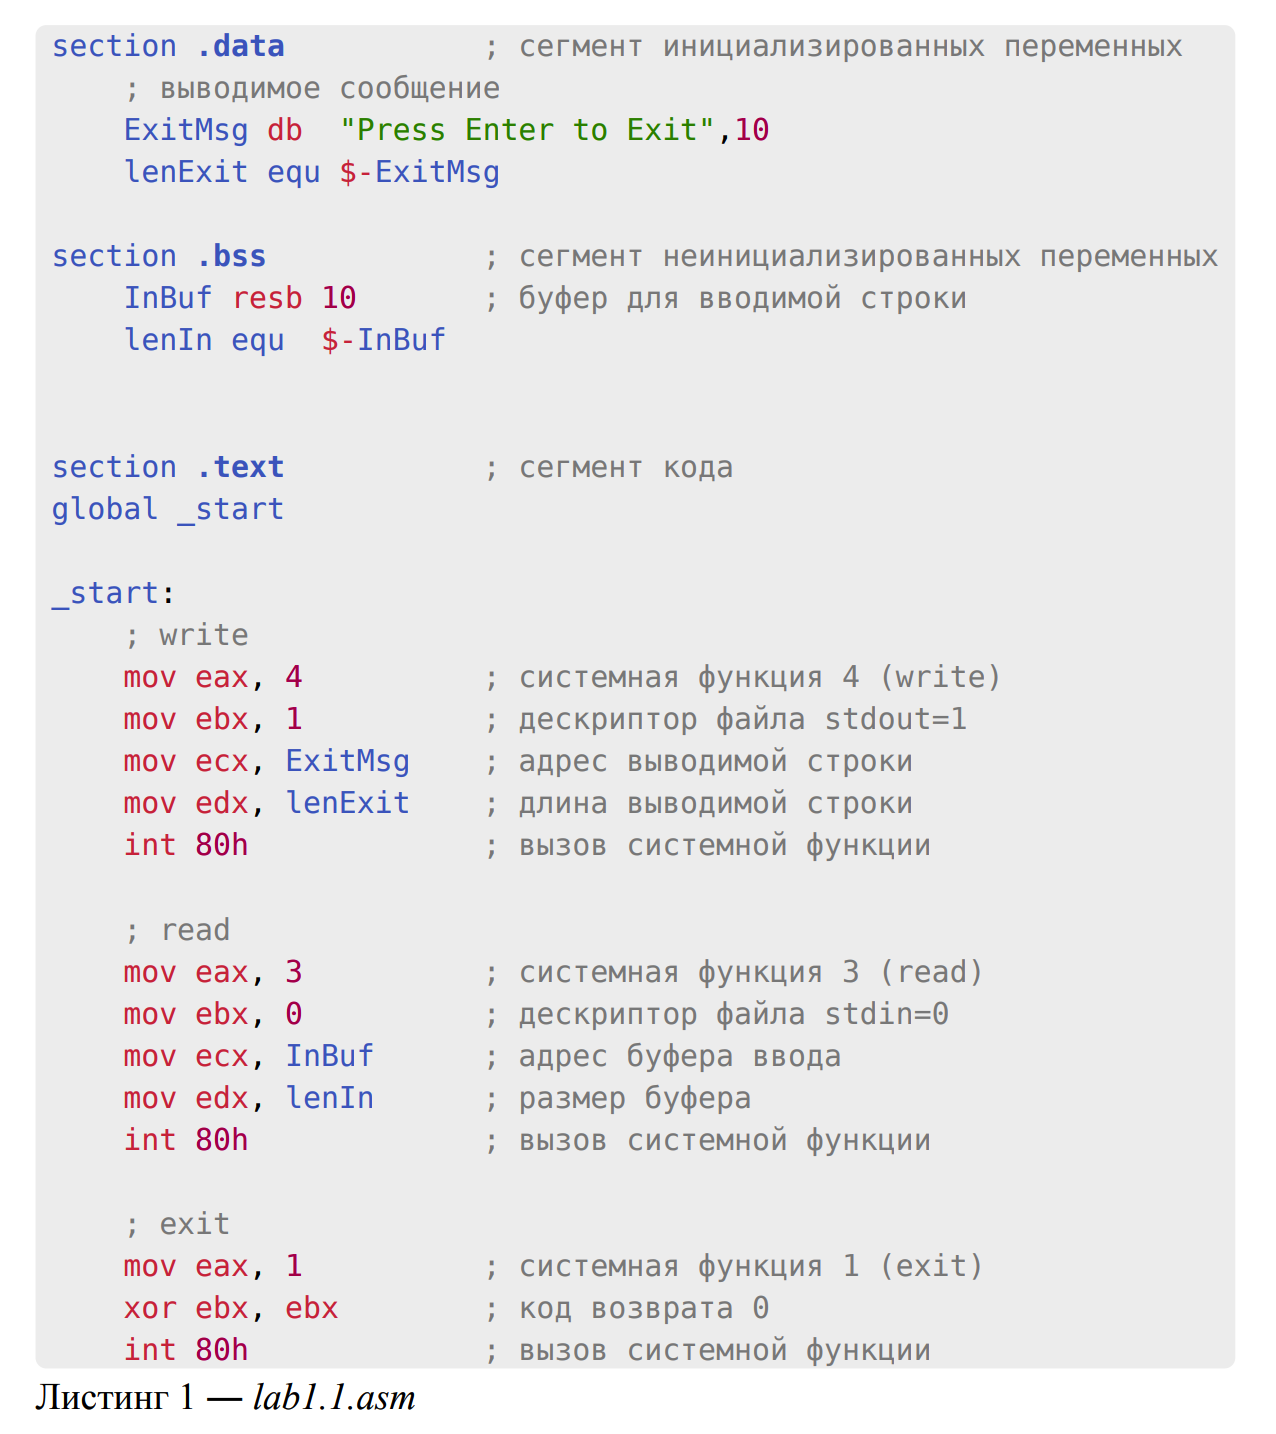 section .data           ; сегмент инициализированных переменных
    ; выводимое сообщение
    ExitMsg db  "Press Enter to Exit",10
    lenExit equ $-ExitMsg
section .bss            ; сегмент неинициализированных переменных
    InBuf resb 10       ; буфер для вводимой строки
    lenIn equ  $-InBuf
section .text           ; сегмент кода
global _start
_start:
    ; write
    mov eax, 4          ; системная функция 4 (write)
    mov ebx, 1          ; дескриптор файла stdout=1
    mov ecx, ExitMsg    ; адрес выводимой строки
    mov edx, lenExit    ; длина выводимой строки
    int 80h             ; вызов системной функции
    ; read
    mov eax, 3          ; системная функция 3 (read)
    mov ebx, 0          ; дескриптор файла stdin=0
    mov ecx, InBuf      ; адрес буфера ввода
    mov edx, lenIn      ; размер буфера
    int 80h             ; вызов системной функции
    ; exit
    mov eax, 1          ; системная функция 1 (exit)
    xor ebx, ebx        ; код возврата 0
    int 80h             ; вызов системной функции
Листинг 1 — lab1.1.asm